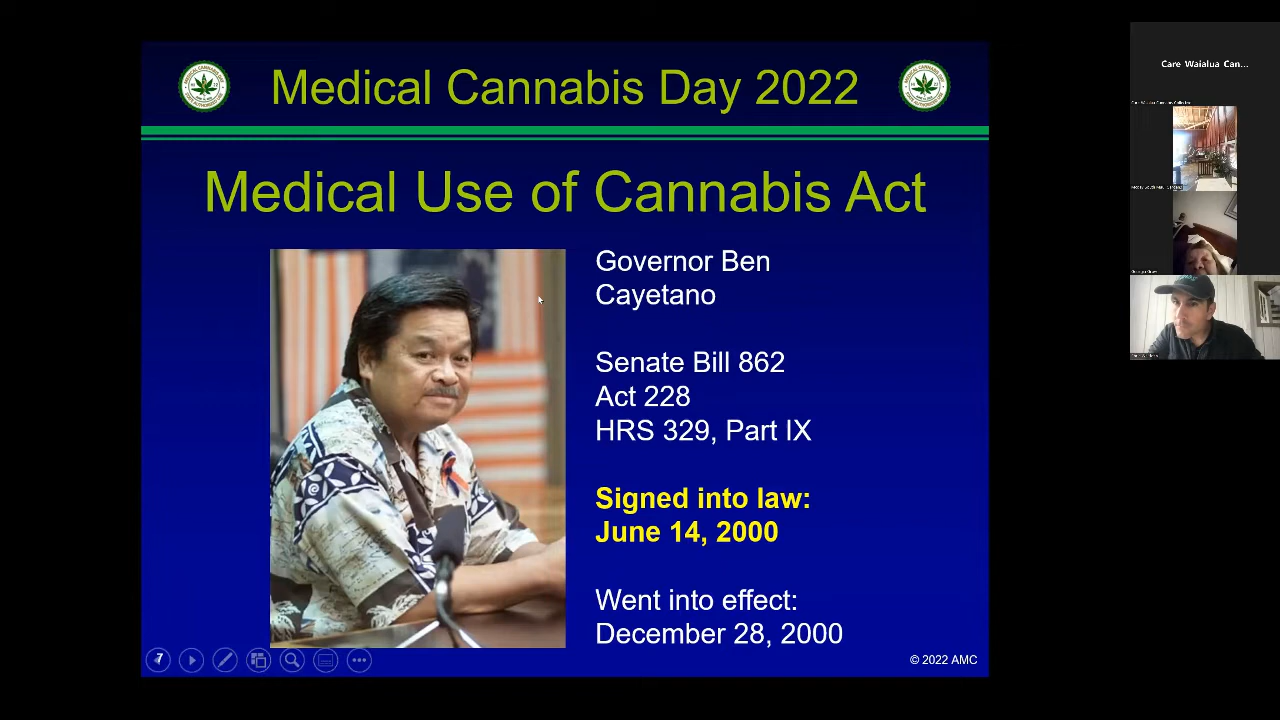 Medical Cannabis Day 2022
Medical Use of Cannabis Act
Governor Ben
Cayetano
Senate Bill 862
Act 228
HRS 329, Part IX
Signed into law:
June 14, 2000
Went into effect:
December 28, 2000
7
© 2022 AMC
Care Waialua Can...